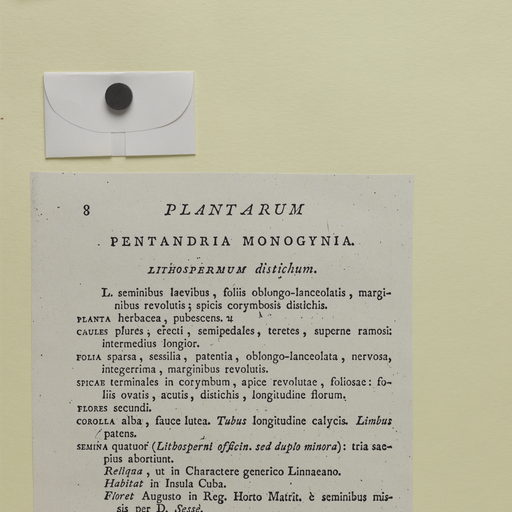 8 PLANTARUM
PENTANDRIA MONOGYNIA.
LITHOSPERMUM distichum.
L. seminibus laevibus, foliis oblongo-lanceolatis, margi-
nibus revolutis; spicis corymbosis distichis.
PLANTA herbacea, pubescens. ♃
CAULES plures, erecti, semipedales, teretes, superne ramosi:
intermedius longior.
FOLIA sparsa, sessilia, patentia, oblongo-lanceolata, nervosa,
integerrima, marginibus revolutis.
SPICAE terminales in corymbum, apice revolutae, foliosae: fo-
liis ovatis, acutis, distichis, longitudine florum.
FLORES secundi.
COROLLA alba, fauce lutea. Tubus longitudine calycis. Limbus
patens.
SEMINA quatuor (Lithospermi officin. sed duplo minora): tria sae-
pius abortiunt.
Reliqua, ut in Charactere generico Linnaeano.
Habitat in Insula Cuba.
Floret Augusto in Reg. Horto Matrit. è seminibus mis-
sis per D. Sessé.